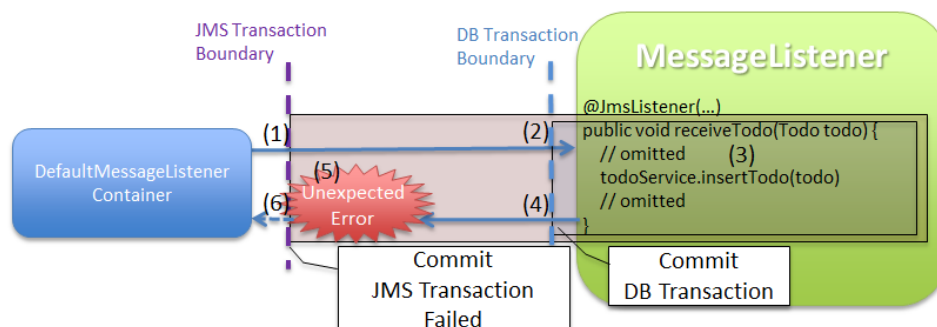 JMS Transaction
Boundary
DB Transaction
Boundary
MessageListener
@JmsListener(...)
(1)
(2)
public void receiveTodo(Todo todo) {
// omitted
(3)
DefaultMessageListener
Container
(5)
todoService.insertTodo(todo)
Unexpected
Error
(6)
(4)
// omitted
}
Commit
JMS Transaction
Failed
Commit
DB Transaction